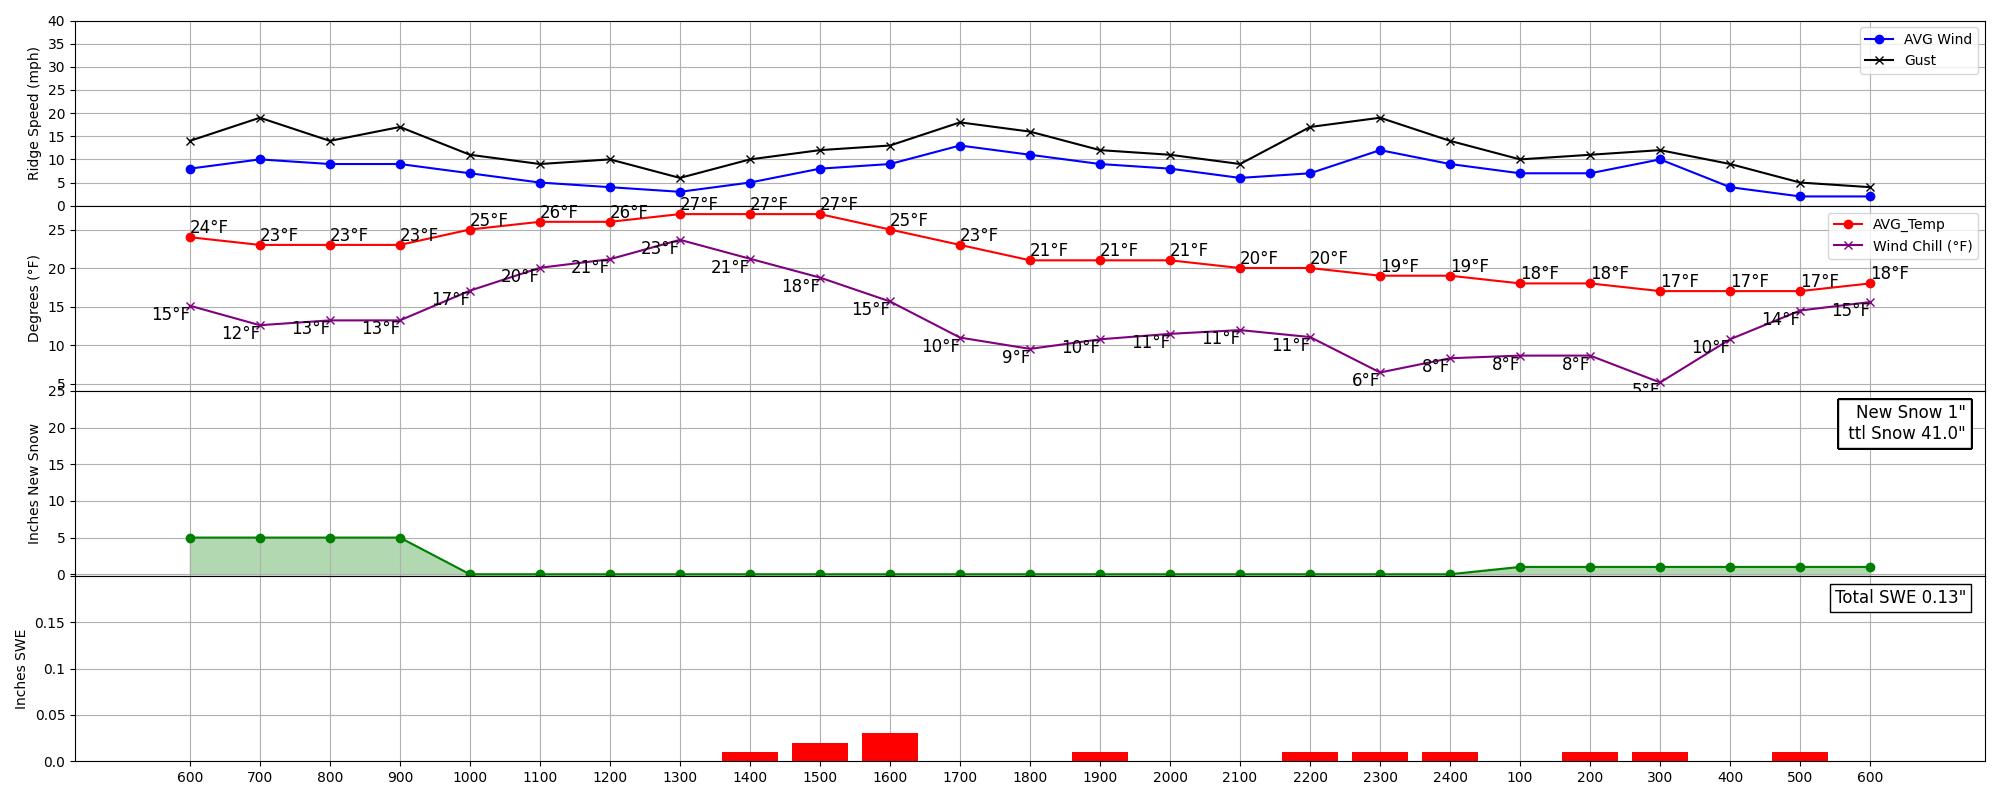 40
35
30
25
20
15
10
5
0
Ridge Speed (mph)
AVG Wind
Gust
25
20
15
10
5
Degrees (°F)
AVG_Temp
Wind Chill (°F)
24°F 23°F 23°F 23°F 25°F 26°F 26°F 27°F 27°F 27°F 25°F 23°F 21°F 21°F 21°F 20°F 20°F 19°F 19°F 18°F 18°F 17°F 17°F 17°F 18°F
15°F 12°F 13°F 13°F 17°F 20°F 21°F 23°F 21°F 18°F 15°F 10°F 9°F 10°F 11°F 11°F 11°F 6°F 8°F 8°F 8°F 5°F 10°F 14°F 15°F
25
20
15
10
5
0
Inches New Snow
New Snow 1"
ttl Snow 41.0"
0.15
0.1
0.05
0.0
Inches SWE
Total SWE 0.13"
600 700 800 900 1000 1100 1200 1300 1400 1500 1600 1700 1800 1900 2000 2100 2200 2300 2400 100 200 300 400 500 600